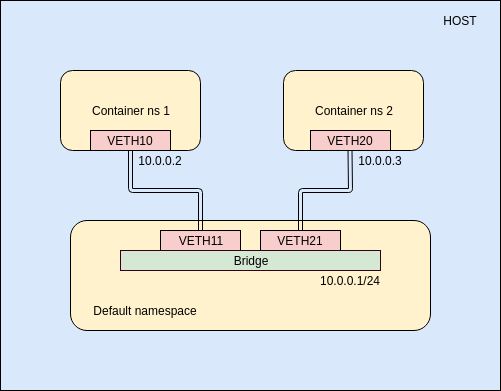 HOST
Container ns 1
Container ns 2
VETH10
VETH20
10.0.0.2
10.0.0.3
VETH11
VETH21
Bridge
10.0.0.1/24
Default namespace